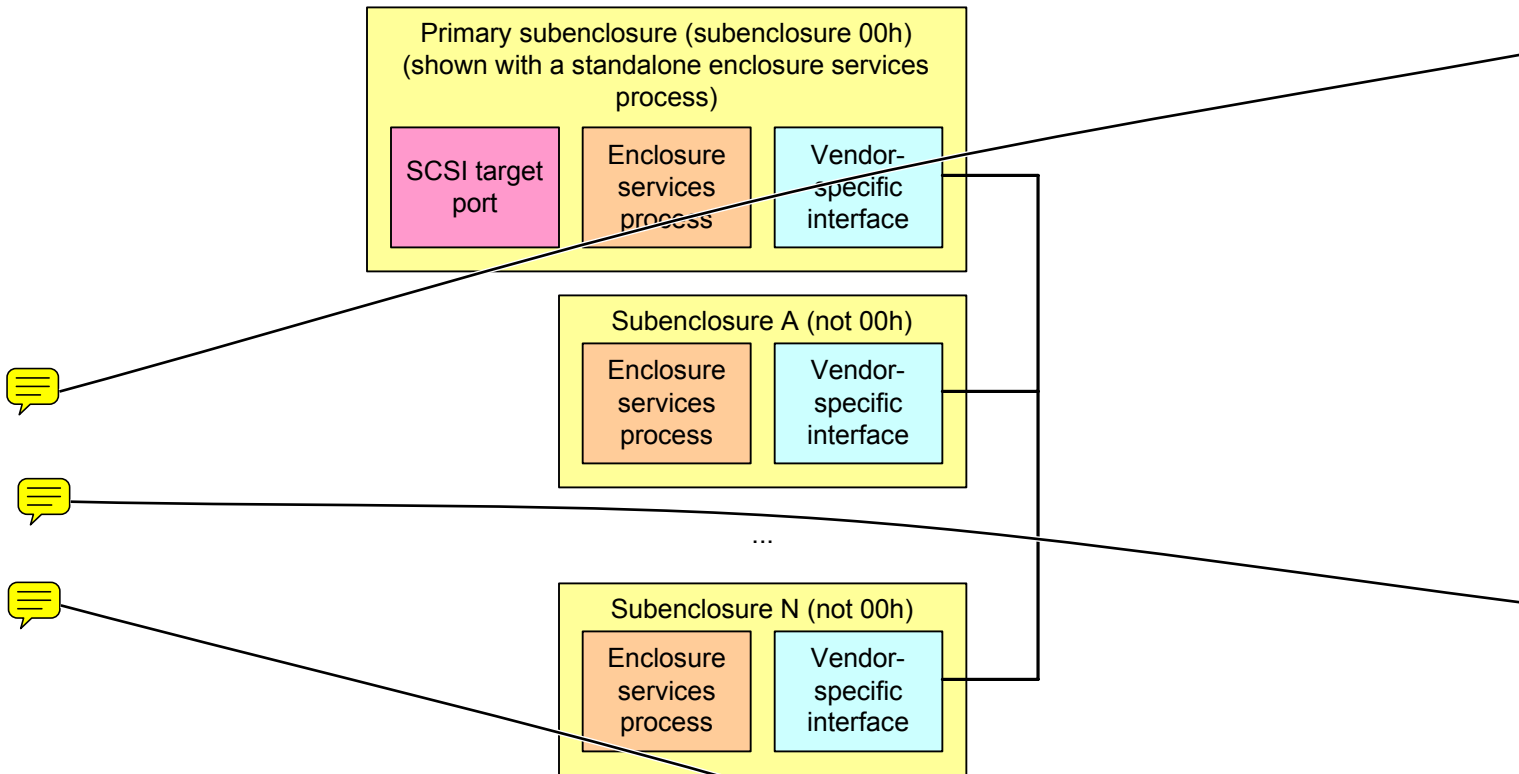 Primary subenclosure (subenclosure 00h)
(shown with a standalone enclosure services
process)
SCSI target
port
Enclosure
services
process
Vendor-
specific
interface
Subenclosure A (not 00h)
Enclosure
services
process
Vendor-
specific
interface
...
Subenclosure N (not 00h)
Enclosure
services
process
Vendor-
specific
interface